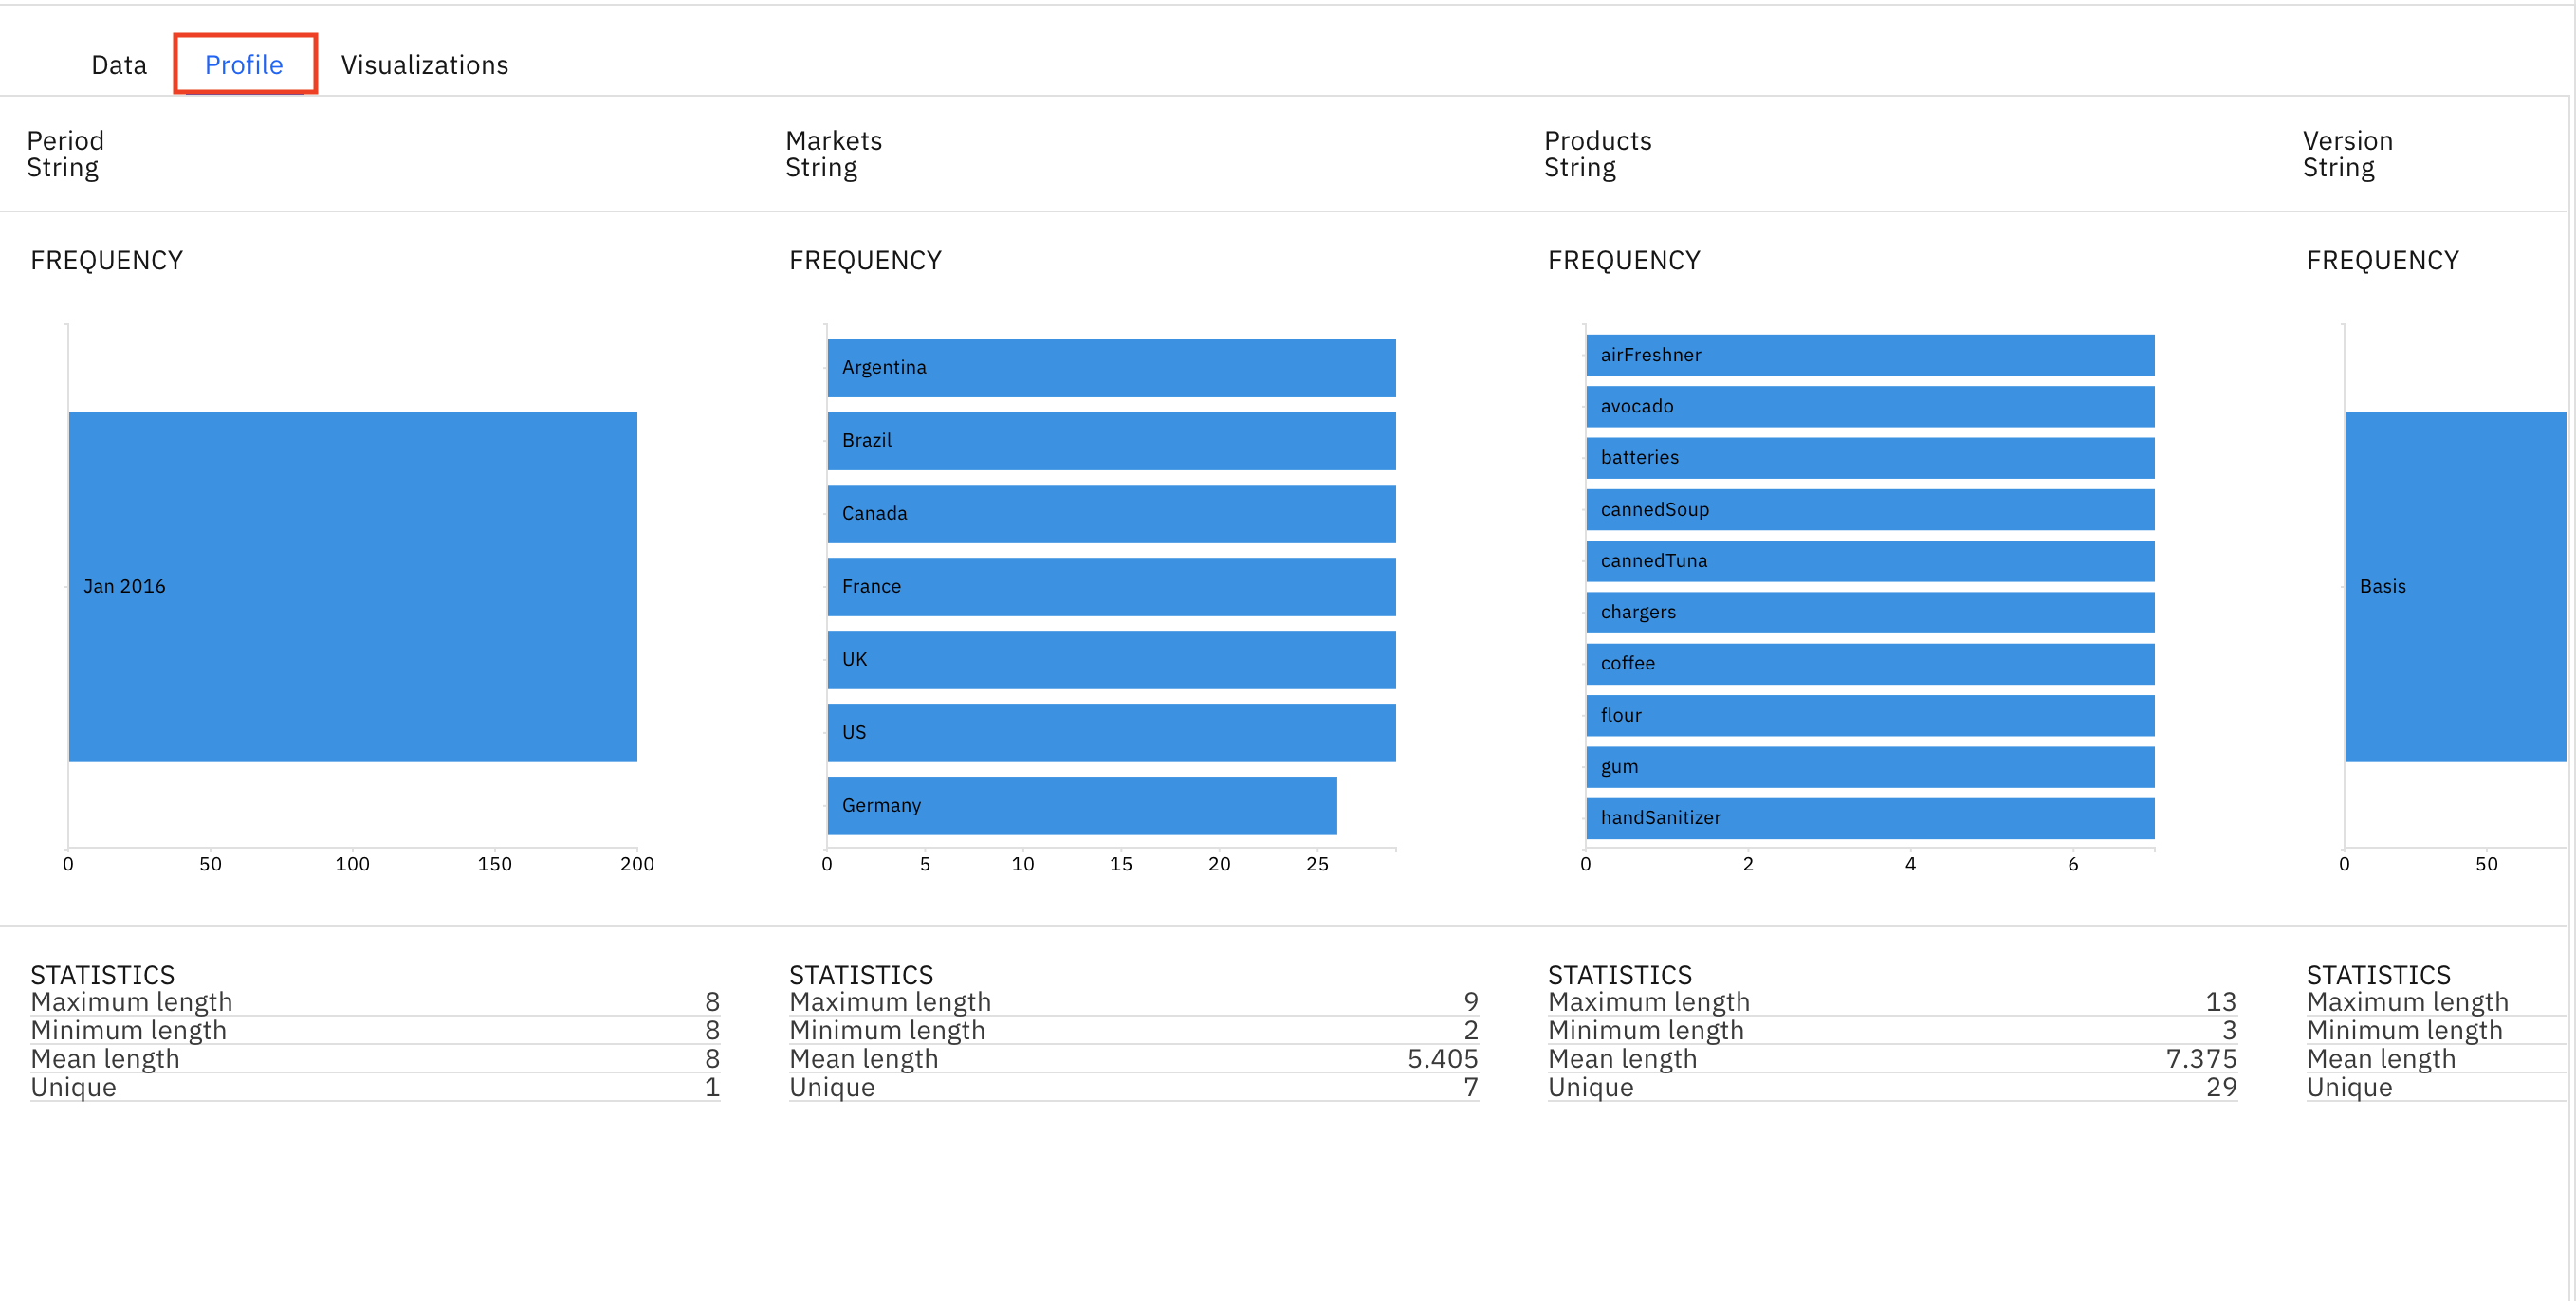 Data Profile Visualizations
Period
String
Markets
String
Products
String
Version
String
FREQUENCY
Jan 2016
0 50 100 150 200
FREQUENCY
Argentina
Brazil
Canada
France
UK
US
Germany
0 5 10 15 20 25
FREQUENCY
airFreshner
avocado
batteries
cannedSoup
cannedTuna
chargers
coffee
flour
gum
handSanitizer
0 2 4 6
FREQUENCY
Basis
0 50
STATISTICS
Maximum length 8
Minimum length 8
Mean length 8
Unique 1
STATISTICS
Maximum length 9
Minimum length 2
Mean length 5.405
Unique 7
STATISTICS
Maximum length 13
Minimum length 3
Mean length 7.375
Unique 29
STATISTICS
Maximum length
Minimum length
Mean length
Unique